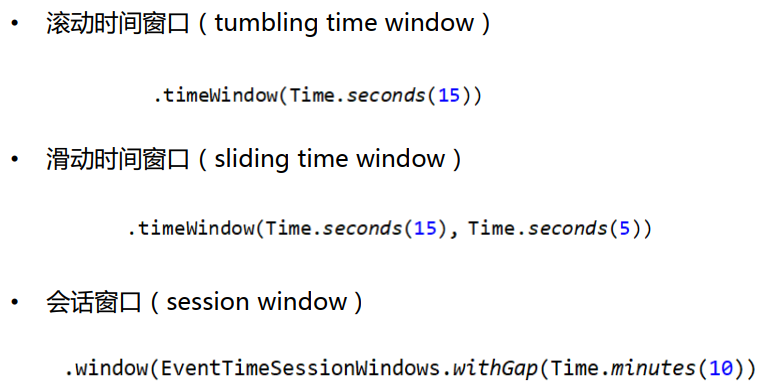 • 滚动时间窗口（tumbling time window）
.timeWindow(Time.seconds(15))
• 滑动时间窗口（sliding time window）
.timeWindow(Time.seconds(15), Time.seconds(5))
• 会话窗口（session window）
.window(EventTimeSessionWindows.withGap(Time.minutes(10))